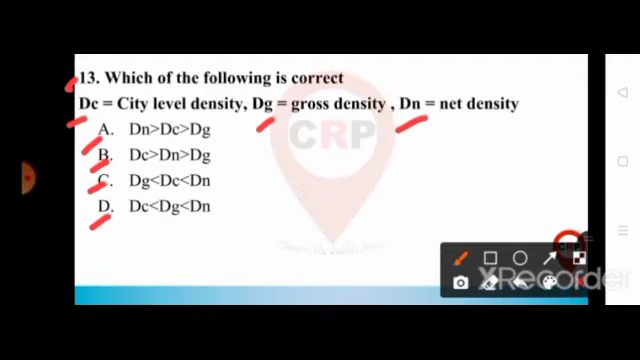 13. Which of the following is correct
Dc = City level density, Dg = gross density , Dn = net density
A. Dn>Dc>Dg
B. Dc>Dn>Dg
C. Dg<Dc<Dn
D. Dc<Dg<Dn
CRP
CRP
XRecorder